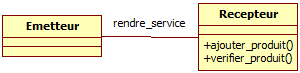 Emetteur
rendre_service
Recepteur
+ajouter_produit()
+verifier_produit()